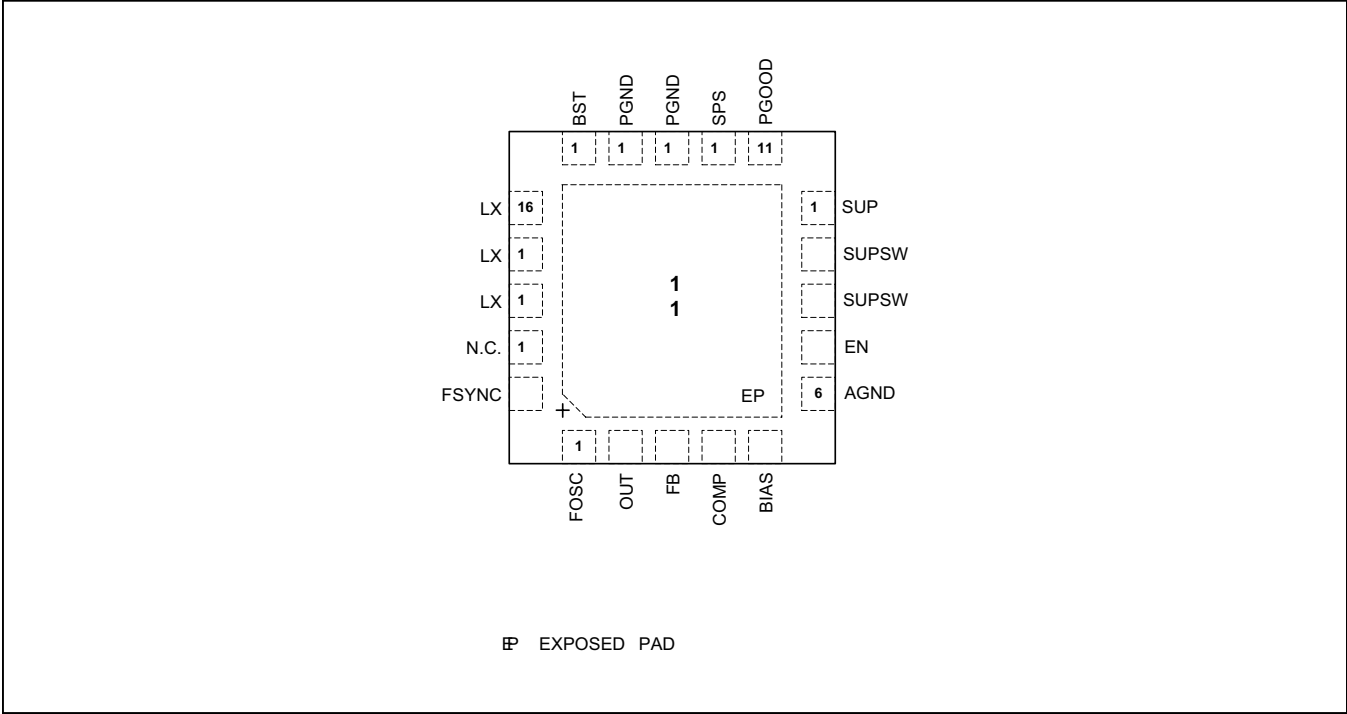 BST
PGND
PGND
SPS
PGOOD
1
1
1
1
11
LX 16
LX 1
LX 1
N.C. 1
FSYNC
1
1
EP
1 SUP
SUPSW
SUPSW
EN
6 AGND
+
1
FOSC
OUT
FB
COMP
BIAS
EP EXPOSED PAD